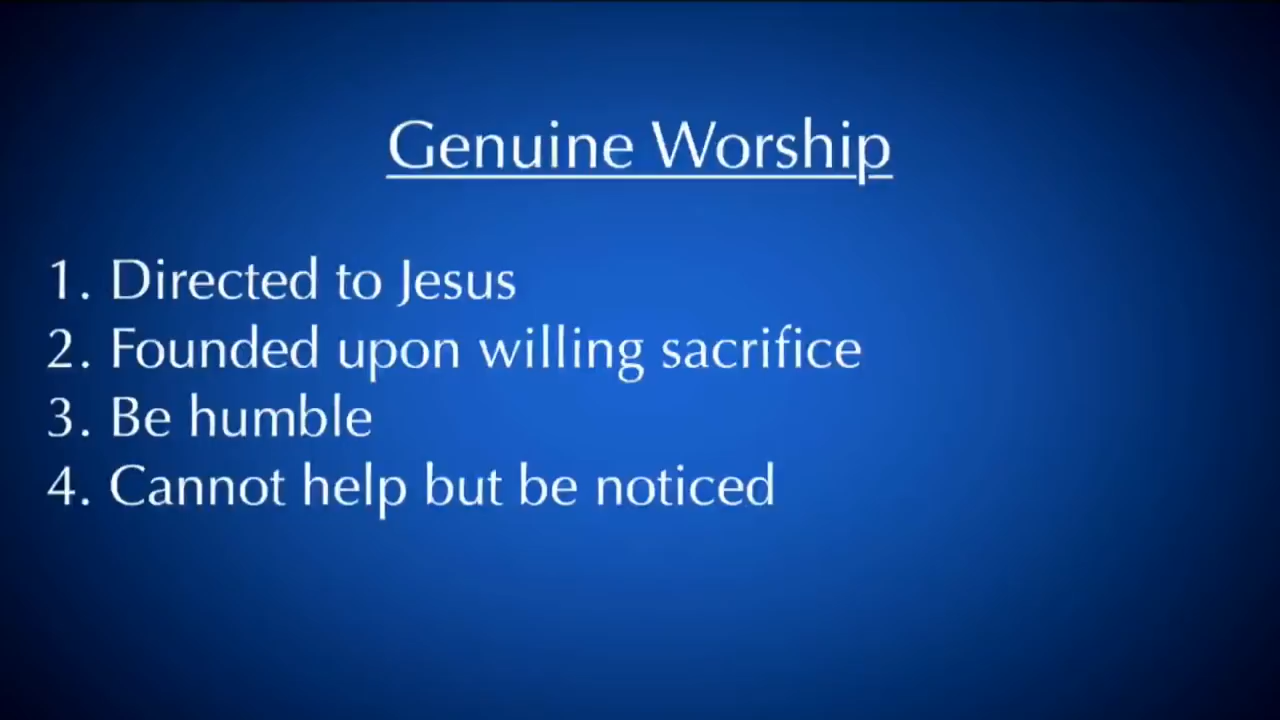 Genuine Worship
1. Directed to Jesus
2. Founded upon willing sacrifice
3. Be humble
4. Cannot help but be noticed